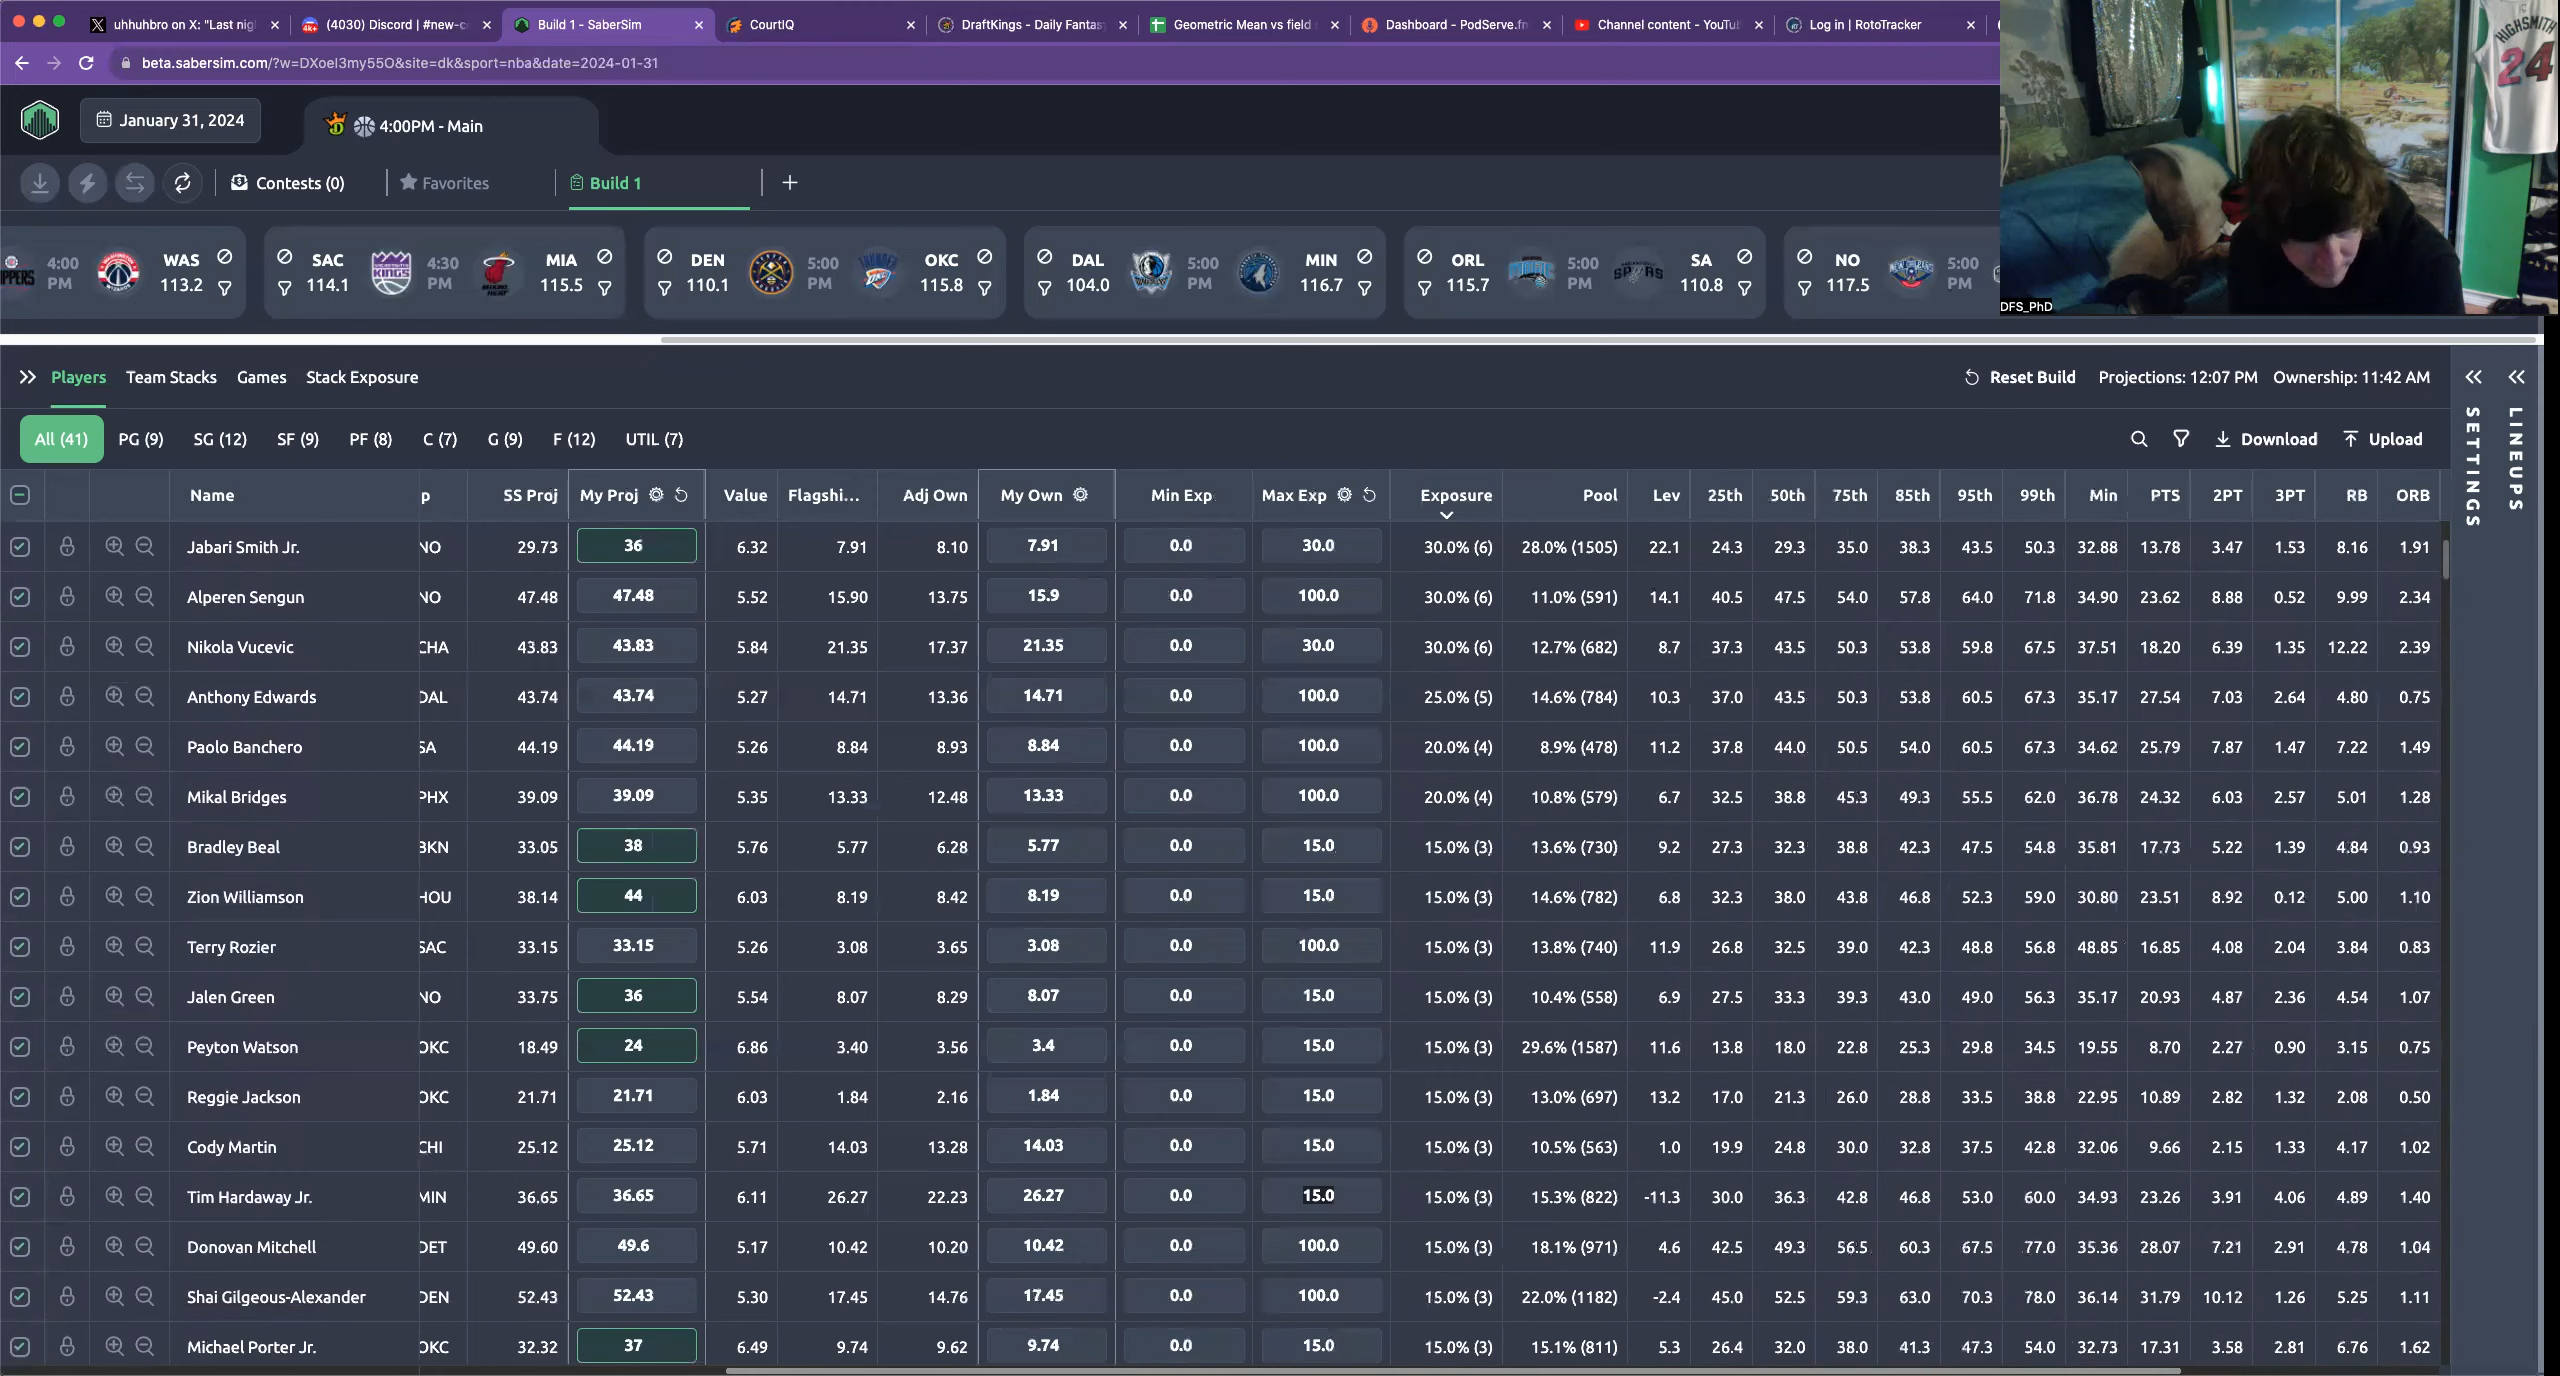 uhhuhbro on X: "Last nig
(4030) Discord | #new-c
Build 1 - SaberSim
CourtIQ
DraftKings - Daily Fantas
Geometric Mean vs field
Dashboard - PodServe.fm
Channel content - YouTu
Log in | RotoTracker
beta.sabersim.com/?w=DXoeI3my55O&site=dk&sport=nba&date=2024-01-31
January 31, 2024
4:00PM - Main
Contests (0)
Favorites
Build 1
4:00 PM WAS 113.2
SAC 114.1 4:30 PM MIA 115.5
DEN 110.1 5:00 PM OKC 115.8
DAL 104.0 5:00 PM MIN 116.7
ORL 115.7 5:00 PM SA 110.8
NO 117.5 5:00 PM
HIGHSMITH
24
DFS_PhD
Players Team Stacks Games Stack Exposure
Reset Build Projections: 12:07 PM Ownership: 11:42 AM
All (41) PG (9) SG (12) SF (9) PF (8) C (7) G (9) F (12) UTIL (7)
Download Upload
SETTINGS
LINEUPS
Name p SS Proj My Proj Value Flagshi... Adj Own My Own Min Exp Max Exp Exposure Pool Lev 25th 50th 75th 85th 95th 99th Min PTS 2PT 3PT RB ORB
Jabari Smith Jr. NO 29.73 36 6.32 7.91 8.10 7.91 0.0 30.0 30.0% (6) 28.0% (1505) 22.1 24.3 29.3 35.0 38.3 43.5 50.3 32.88 13.78 3.47 1.53 8.16 1.91
Alperen Sengun NO 47.48 47.48 5.52 15.90 13.75 15.9 0.0 100.0 30.0% (6) 11.0% (591) 14.1 40.5 47.5 54.0 57.8 64.0 71.8 34.90 23.62 8.88 0.52 9.99 2.34
Nikola Vucevic CHA 43.83 43.83 5.84 21.35 17.37 21.35 0.0 30.0 30.0% (6) 12.7% (682) 8.7 37.3 43.5 50.3 53.8 59.8 67.5 37.51 18.20 6.39 1.35 12.22 2.39
Anthony Edwards DAL 43.74 43.74 5.27 14.71 13.36 14.71 0.0 100.0 25.0% (5) 14.6% (784) 10.3 37.0 43.5 50.3 53.8 60.5 67.3 35.17 27.54 7.03 2.64 4.80 0.75
Paolo Banchero SA 44.19 44.19 5.26 8.84 8.93 8.84 0.0 100.0 20.0% (4) 8.9% (478) 11.2 37.8 44.0 50.5 54.0 60.5 67.3 34.62 25.79 7.87 1.47 7.22 1.49
Mikal Bridges PHX 39.09 39.09 5.35 13.33 12.48 13.33 0.0 100.0 20.0% (4) 10.8% (579) 6.7 32.5 38.8 45.3 49.3 55.5 62.0 36.78 24.32 6.03 2.57 5.01 1.28
Bradley Beal BKN 33.05 38 5.76 5.77 6.28 5.77 0.0 15.0 15.0% (3) 13.6% (730) 9.2 27.3 32.3 38.8 42.3 47.5 54.8 35.81 17.73 5.22 1.39 4.84 0.93
Zion Williamson HOU 38.14 44 6.03 8.19 8.42 8.19 0.0 15.0 15.0% (3) 14.6% (782) 6.8 32.3 38.0 43.8 46.8 52.3 59.0 30.80 23.51 8.92 0.12 5.00 1.10
Terry Rozier SAC 33.15 33.15 5.26 3.08 3.65 3.08 0.0 100.0 15.0% (3) 13.8% (740) 11.9 26.8 32.5 39.0 42.3 48.8 56.8 48.85 16.85 4.08 2.04 3.84 0.83
Jalen Green NO 33.75 36 5.54 8.07 8.29 8.07 0.0 15.0 15.0% (3) 10.4% (558) 6.9 27.5 33.3 39.3 43.0 49.0 56.3 35.17 20.93 4.87 2.36 4.54 1.07
Peyton Watson OKC 18.49 24 6.86 3.40 3.56 3.4 0.0 15.0 15.0% (3) 29.6% (1587) 11.6 13.8 18.0 22.8 25.3 29.8 34.5 19.55 8.70 2.27 0.90 3.15 0.75
Reggie Jackson OKC 21.71 21.71 6.03 1.84 2.16 1.84 0.0 15.0 15.0% (3) 13.0% (697) 13.2 17.0 21.3 26.0 28.8 33.5 38.8 22.95 10.89 2.82 1.32 2.08 0.50
Cody Martin CHI 25.12 25.12 5.71 14.03 13.28 14.03 0.0 15.0 15.0% (3) 10.5% (563) 1.0 19.9 24.8 30.0 32.8 37.5 42.8 32.06 9.66 2.15 1.33 4.17 1.02
Tim Hardaway Jr. MIN 36.65 36.65 6.11 26.27 22.23 26.27 0.0 15.0 15.0% (3) 15.3% (822) -11.3 30.0 36.3 42.8 46.8 53.0 60.0 34.93 23.26 3.91 4.06 4.89 1.40
Donovan Mitchell DET 49.60 49.6 5.17 10.42 10.20 10.42 0.0 100.0 15.0% (3) 18.1% (971) 4.6 42.5 49.3 56.5 60.3 67.5 77.0 35.36 28.07 7.21 2.91 4.78 1.04
Shai Gilgeous-Alexander DEN 52.43 52.43 5.30 17.45 14.76 17.45 0.0 100.0 15.0% (3) 22.0% (1182) -2.4 45.0 52.5 59.3 63.0 70.3 78.0 36.14 31.79 10.12 1.26 5.25 1.11
Michael Porter Jr. OKC 32.32 37 6.49 9.74 9.62 9.74 0.0 15.0 15.0% (3) 15.1% (811) 5.3 26.4 32.0 38.0 41.3 47.3 54.0 32.73 17.31 3.58 2.81 6.76 1.62